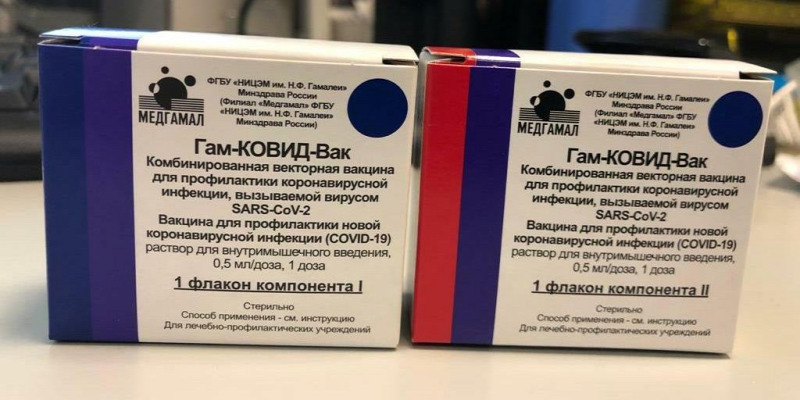 МЕДГАМАЛ
ФГБУ «НИЦЭМ им. Н.Ф. Гамалеи»
Минздрава России
(Филиал «Медгамал» ФГБУ
«НИЦЭМ им. Н.Ф. Гамалеи»
Минздрава России)
Гам-КОВИД-Вак
Комбинированная векторная вакцина
для профилактики коронавирусной
инфекции, вызываемой вирусом
SARS-CoV-2
Вакцина для профилактики новой
коронавирусной инфекции (COVID-19)
раствор для внутримышечного введения,
0,5 мл/доза, 1 доза
1 флакон компонента I
Стерильно
Способ применения - см. инструкцию
Для лечебно-профилактических учреждений
МЕДГАМАЛ
ФГБУ «НИЦЭМ им. Н.Ф. Гамалеи»
Минздрава России
(Филиал «Медгамал» ФГБУ
«НИЦЭМ им. Н.Ф. Гамалеи»
Минздрава России)
Гам-КОВИД-Вак
Комбинированная векторная вакцина
для профилактики коронавирусной
инфекции, вызываемой вирусом
SARS-CoV-2
Вакцина для профилактики новой
коронавирусной инфекции (COVID-19)
раствор для внутримышечного введения,
0,5 мл/доза, 1 доза
1 флакон компонента II
Стерильно
Способ применения - см. инструкцию
Для лечебно-профилактических учреждений